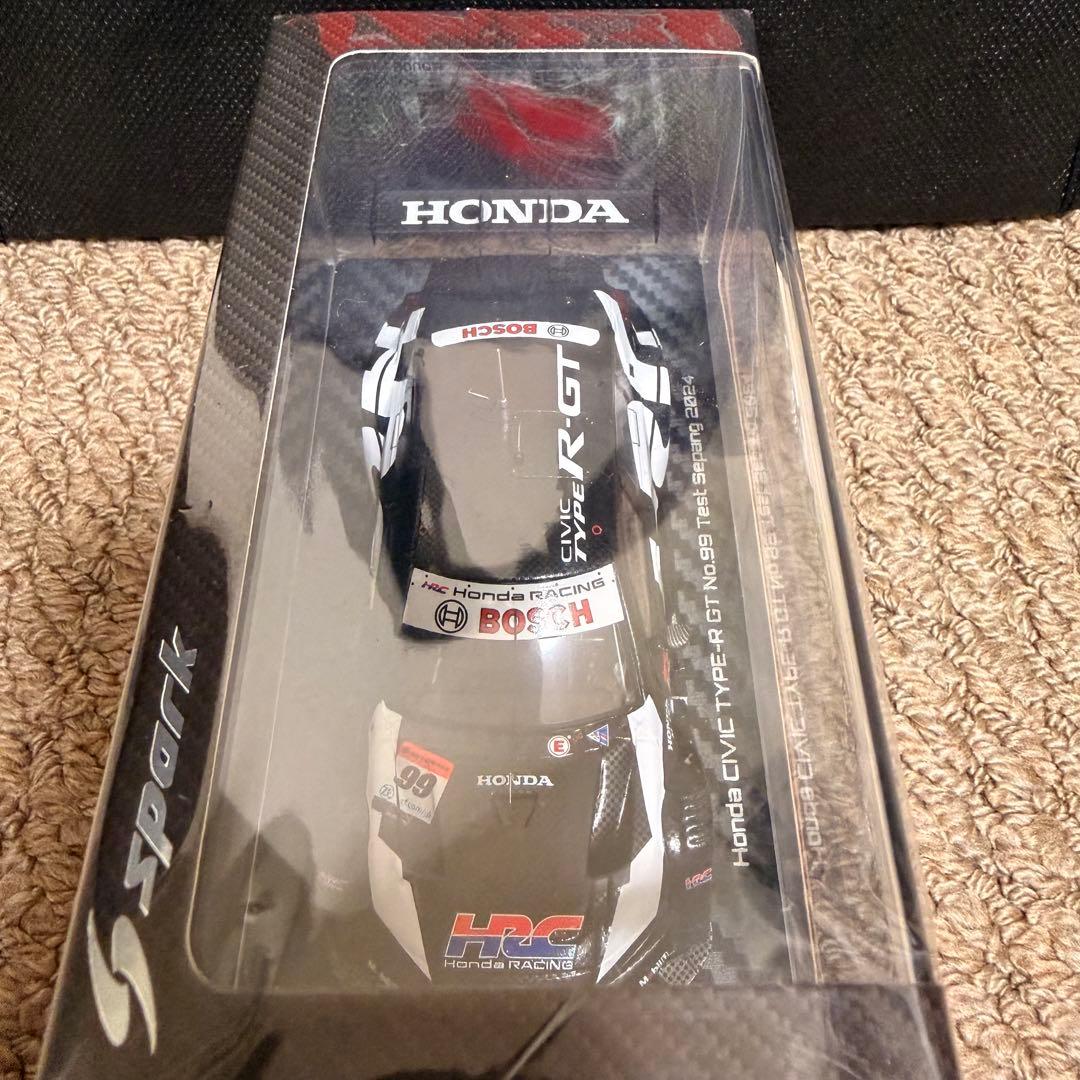 HONDA
BOSCH
CIVIC
TYPE R-GT
HRC Honda RACING
BOSCH
E
99
HONDA
HRC
Honda RACING
HRC
Honda CIVIC TYPE-R GT No.99 Test Sepang 2024
spark